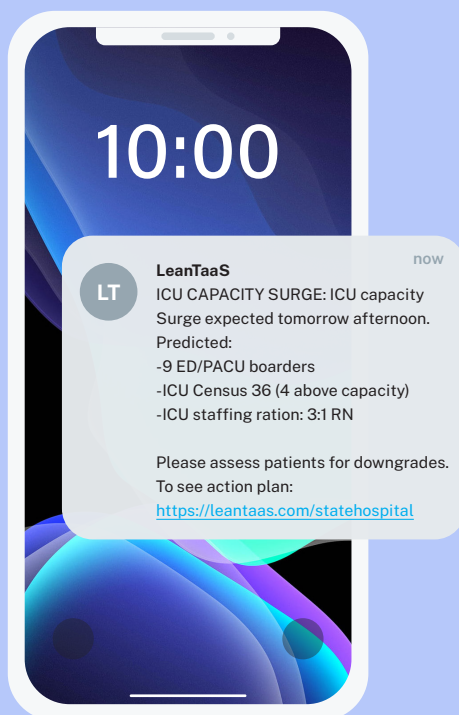 10:00
now
LeanTaaS
LT
ICU CAPACITY SURGE: ICU capacity
Surge expected tomorrow afternoon.
Predicted:
-9 ED/PACU boarders
-ICU Census 36 (4 above capacity)
-ICU staffing ration: 3:1 RN
Please assess patients for downgrades.
To see action plan:
https://leantaas.com/statehospital